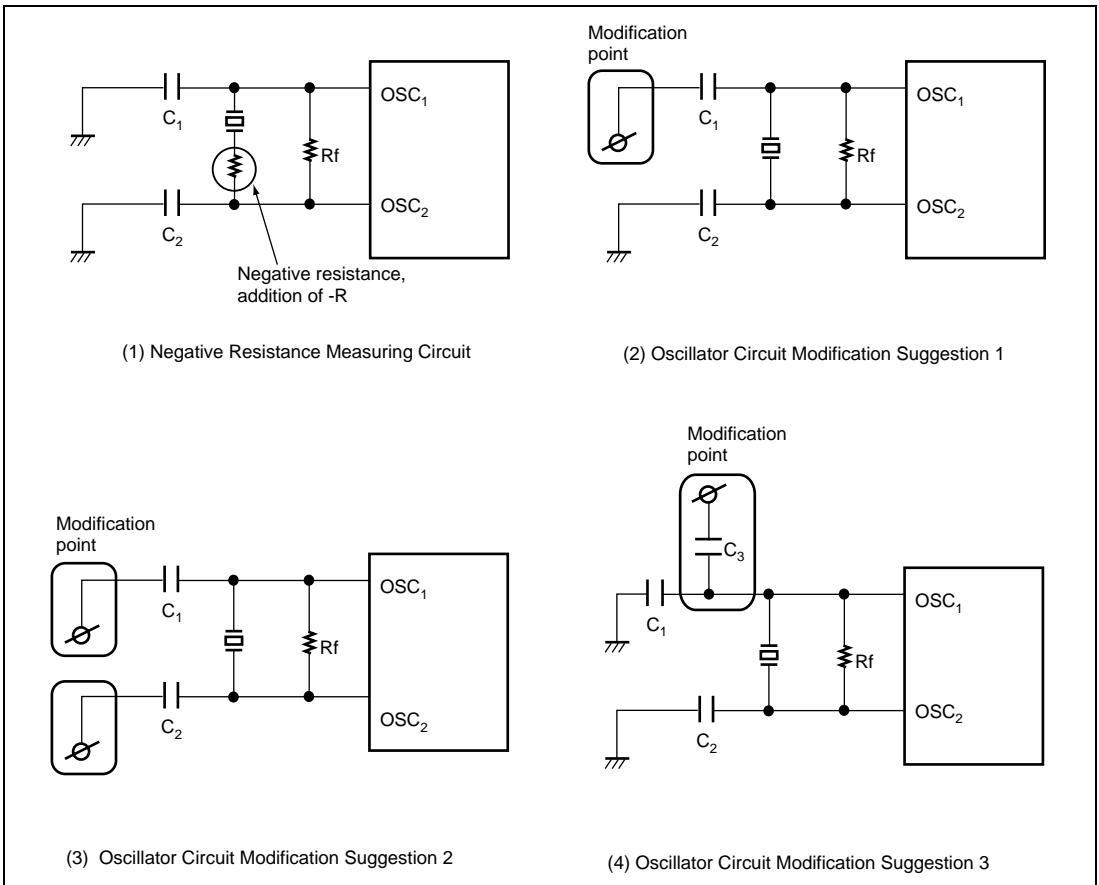 C₁
OSC₁
Rf
C₂
OSC₂
Negative resistance,
addition of -R
(1) Negative Resistance Measuring Circuit
Modification
point
C₁
OSC₁
Rf
C₂
OSC₂
(2) Oscillator Circuit Modification Suggestion 1
Modification
point
C₁
OSC₁
Rf
C₂
OSC₂
(3) Oscillator Circuit Modification Suggestion 2
Modification
point
C₃
C₁
OSC₁
Rf
C₂
OSC₂
(4) Oscillator Circuit Modification Suggestion 3